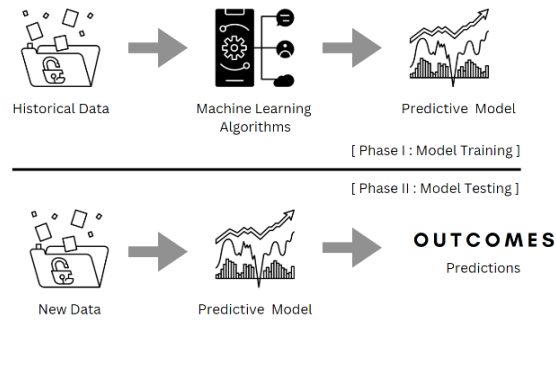 Historical Data
Machine Learning
Algorithms
Predictive Model
[ Phase I : Model Training ]
[ Phase II : Model Testing ]
OUTCOMES
Predictions
New Data
Predictive Model